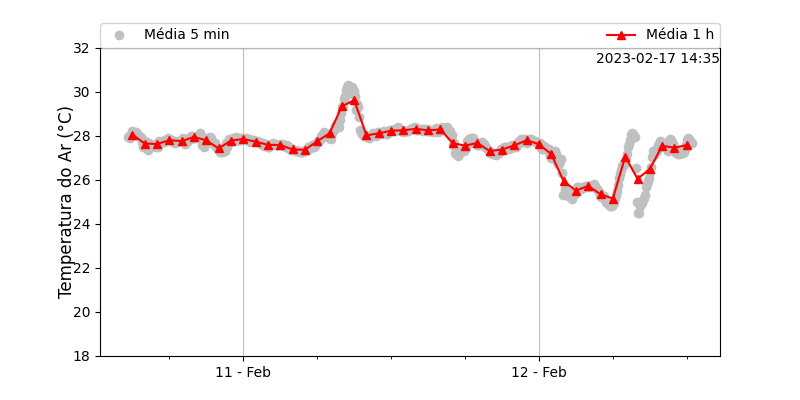 Média 5 min
Média 1 h
2023-02-17 14:35
Temperatura do Ar (°C)
32
30
28
26
24
22
20
18
11 - Feb
12 - Feb